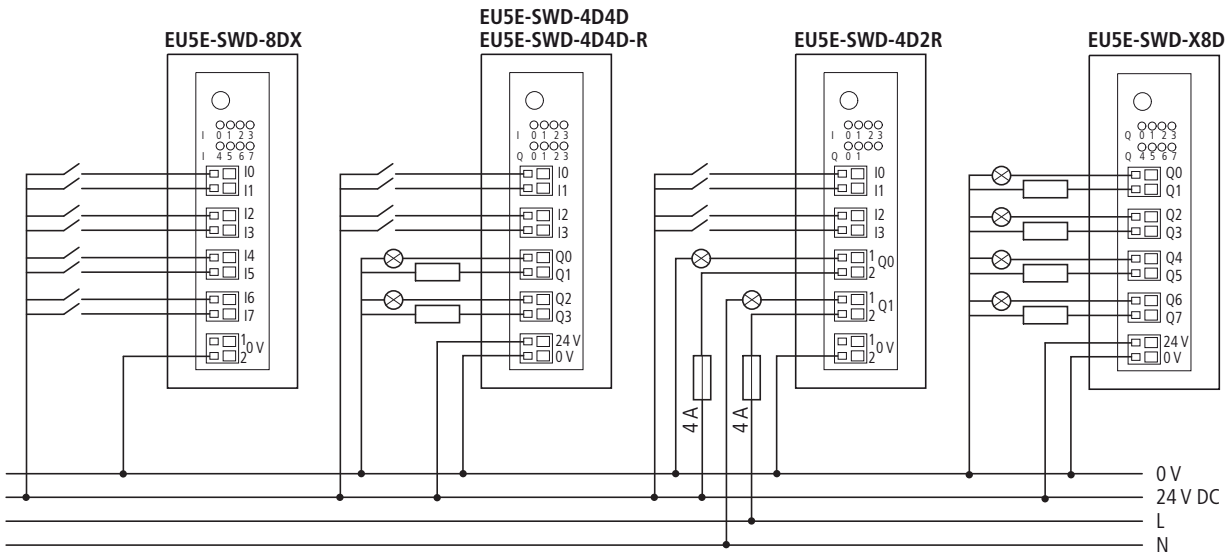 EU5E-SWD-8DX
I 0 1 2 3
I 4 5 6 7
I0
I1
I2
I3
I4
I5
I6
I7
1
0 V
2
EU5E-SWD-4D4D
EU5E-SWD-4D4D-R
I 0 1 2 3
Q 0 1 2 3
I0
I1
I2
I3
Q0
Q1
Q2
Q3
24 V
0 V
EU5E-SWD-4D2R
I 0 1 2 3
Q 0 1
I0
I1
I2
I3
1
Q0
2
1
Q1
2
1
0 V
2
4 A
4 A
EU5E-SWD-X8D
Q 0 1 2 3
Q 4 5 6 7
Q0
Q1
Q2
Q3
Q4
Q5
Q6
Q7
24 V
0 V
0 V
24 V DC
L
N